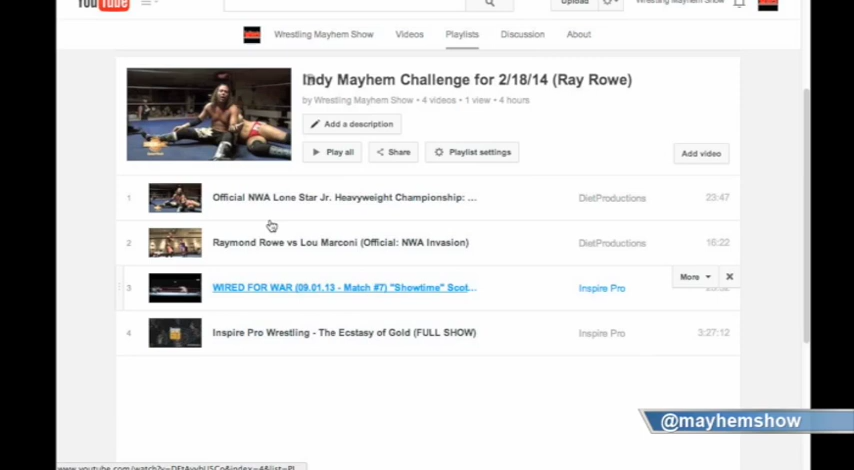 YouTube
Upload
Wrestling Mayhem Show
Wrestling Mayhem Show Videos Playlists Discussion About
Indy Mayhem Challenge for 2/18/14 (Ray Rowe)
by Wrestling Mayhem Show • 4 videos • 1 view • 4 hours
Add a description
Play all Share Playlist settings Add video
1 Official NWA Lone Star Jr. Heavyweight Championship: ... DietProductions 23:47
2 Raymond Rowe vs Lou Marconi (Official: NWA Invasion) DietProductions 16:22
More
3 WIRED FOR WAR (09.01.13 - Match #7) "Showtime" Scot... Inspire Pro
4 Inspire Pro Wrestling - The Ecstasy of Gold (FULL SHOW) Inspire Pro 3:27:12
@mayhemshow